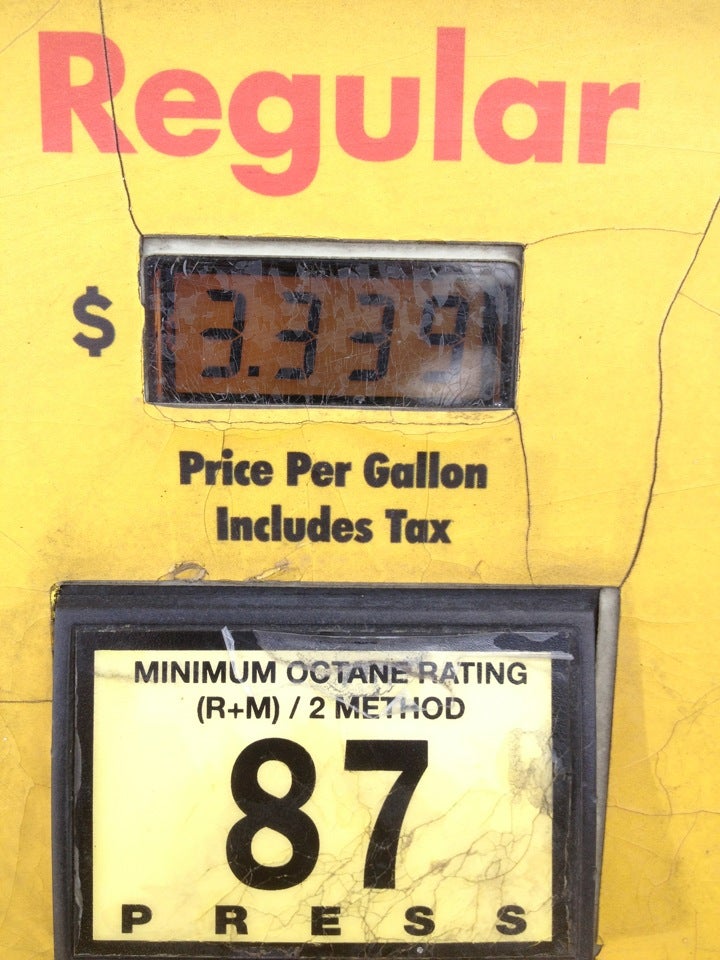 Regular
$ 3.339
Price Per Gallon
Includes Tax
MINIMUM OCTANE RATING
(R+M) / 2 METHOD
87
PRESS